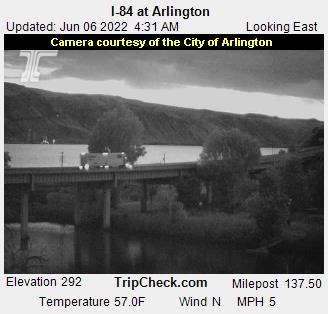 I-84 at Arlington
Updated: Jun 06 2022 4:31 AM Looking East
Camera courtesy of the City of Arlington
Elevation 292 TripCheck.com Milepost 137.50
Temperature 57.0F Wind N MPH 5